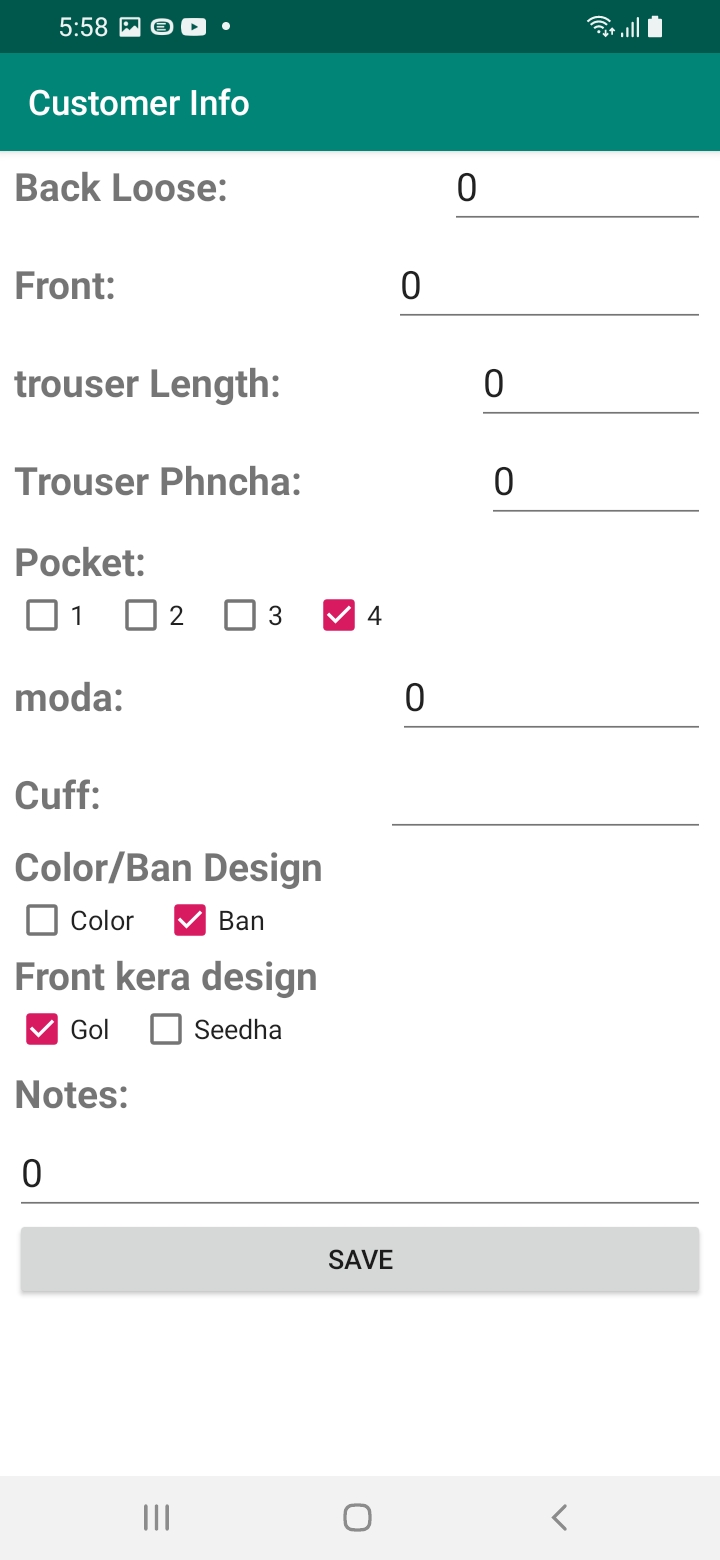 5:58
Customer Info
Back Loose: 0
Front: 0
trouser Length: 0
Trouser Phncha: 0
Pocket:
1 2 3 4
moda: 0
Cuff:
Color/Ban Design
Color Ban
Front kera design
Gol Seedha
Notes:
0
SAVE